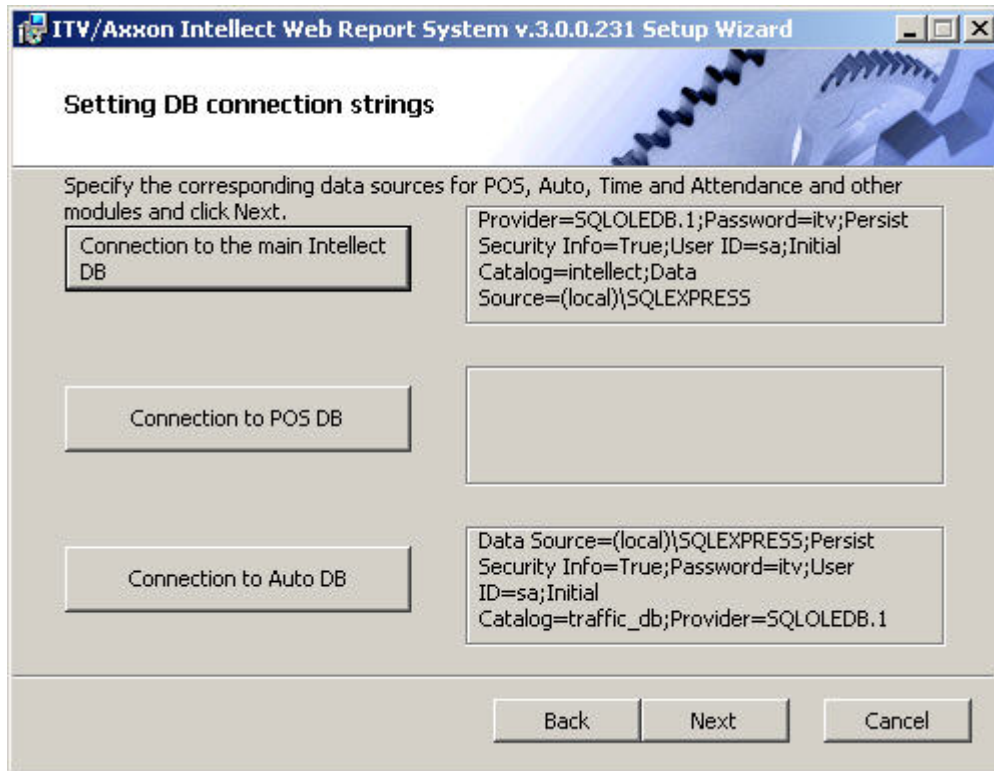 ITV/Axxon Intellect Web Report System v.3.0.0.231 Setup Wizard
Setting DB connection strings
Specify the corresponding data sources for POS, Auto, Time and Attendance and other
modules and click Next.
Connection to the main Intellect
DB
Provider=SQLOLEDB.1;Password=itv;Persist
Security Info=True;User ID=sa;Initial
Catalog=intellect;Data
Source=(local)\SQLEXPRESS
Connection to POS DB
Connection to Auto DB
Data Source=(local)\SQLEXPRESS;Persist
Security Info=True;Password=itv;User
ID=sa;Initial
Catalog=traffic_db;Provider=SQLOLEDB.1
Back
Next
Cancel